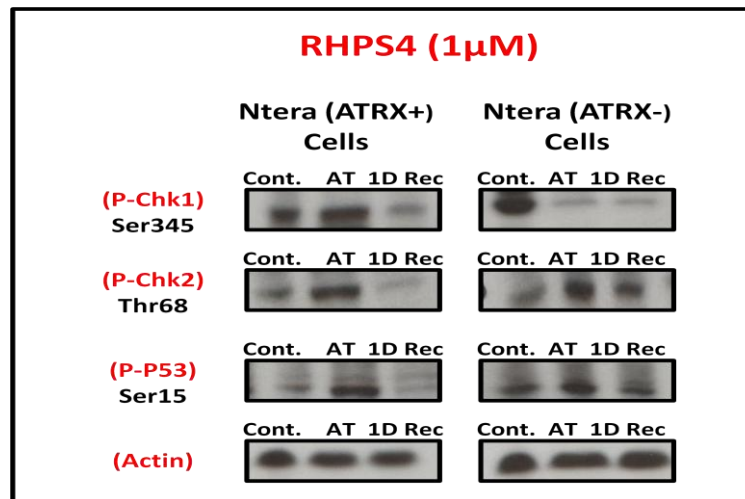 RHPS4 (1μM)
Ntera (ATRX+)
Cells
Ntera (ATRX-)
Cells
Cont. AT 1D Rec
Cont. AT 1D Rec
(P-Chk1)
Ser345
Cont. AT 1D Rec
Cont. AT 1D Rec
(P-Chk2)
Thr68
Cont. AT 1D Rec
Cont. AT 1D Rec
(P-P53)
Ser15
Cont. AT 1D Rec
Cont. AT 1D Rec
(Actin)